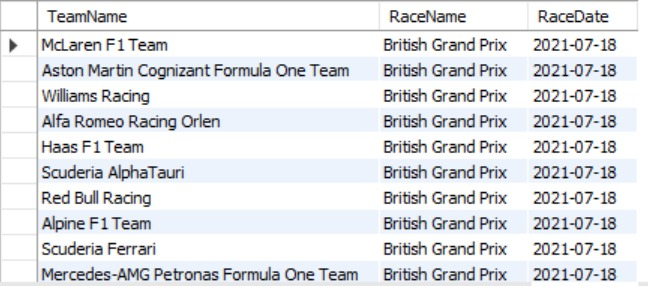 TeamName RaceName RaceDate
McLaren F1 Team British Grand Prix 2021-07-18
Aston Martin Cognizant Formula One Team British Grand Prix 2021-07-18
Williams Racing British Grand Prix 2021-07-18
Alfa Romeo Racing Orlen British Grand Prix 2021-07-18
Haas F1 Team British Grand Prix 2021-07-18
Scuderia AlphaTauri British Grand Prix 2021-07-18
Red Bull Racing British Grand Prix 2021-07-18
Alpine F1 Team British Grand Prix 2021-07-18
Scuderia Ferrari British Grand Prix 2021-07-18
Mercedes-AMG Petronas Formula One Team British Grand Prix 2021-07-18